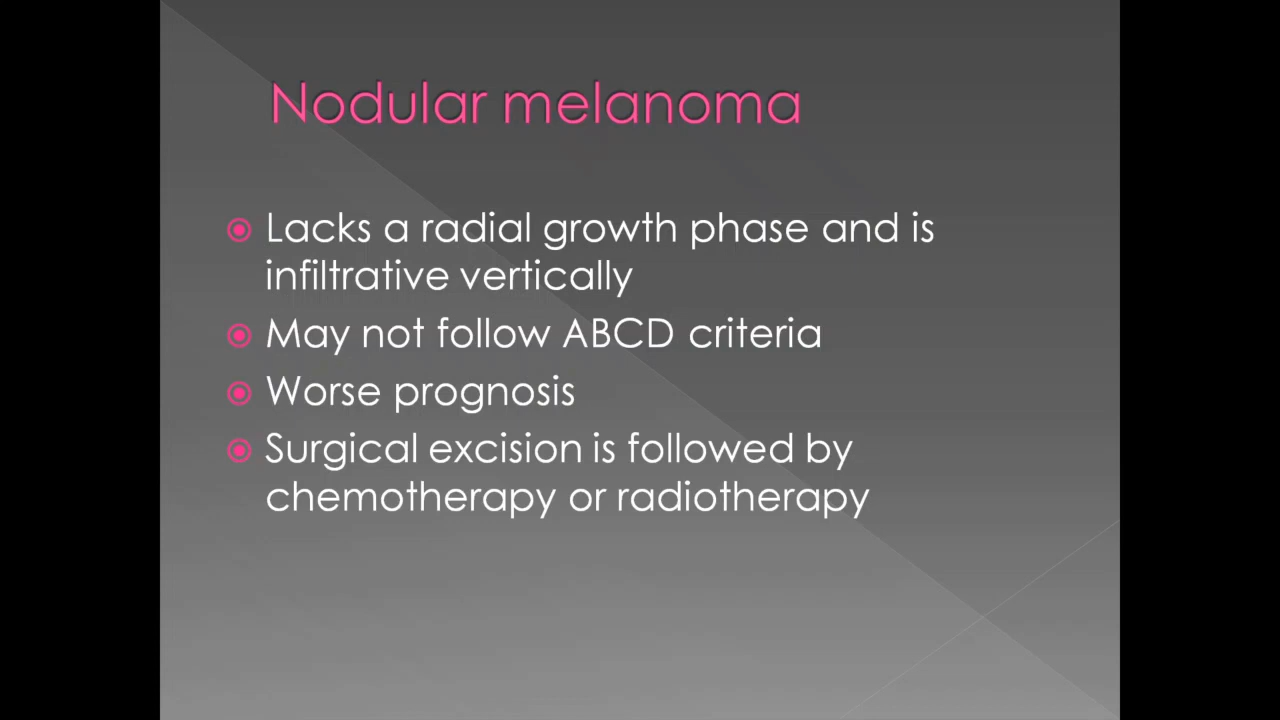 Nodular melanoma
Lacks a radial growth phase and is
infiltrative vertically
May not follow ABCD criteria
Worse prognosis
Surgical excision is followed by
chemotherapy or radiotherapy